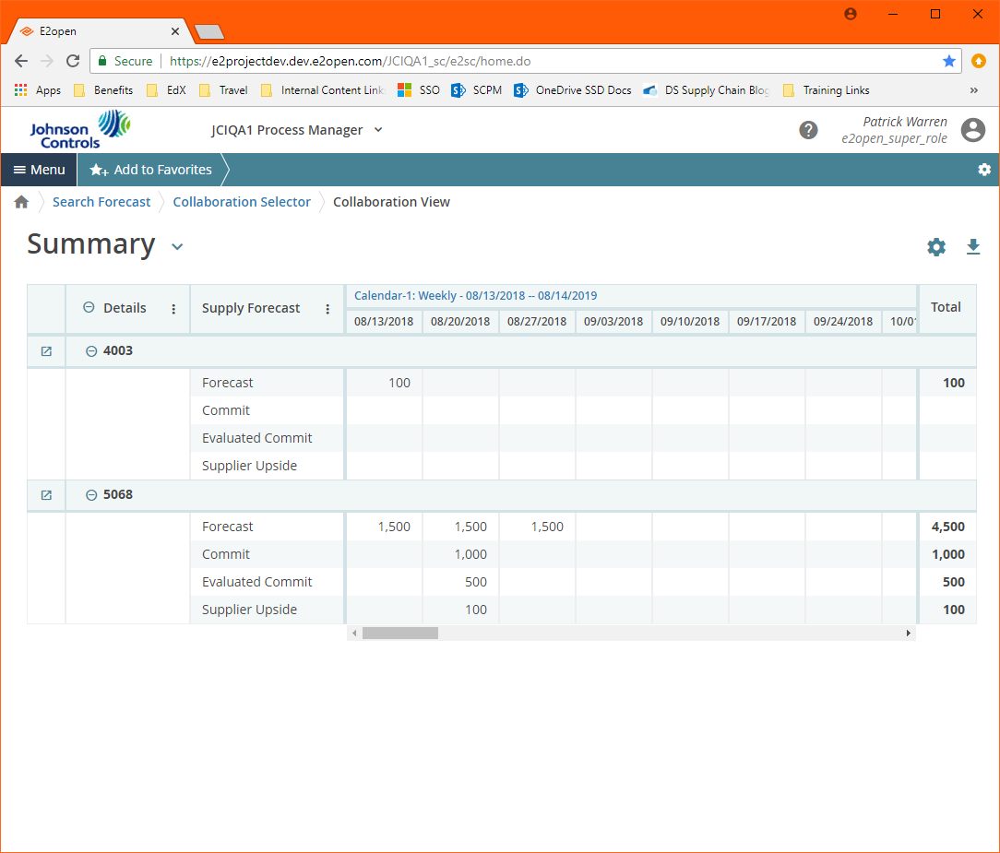 E2open
Secure https://e2projectdev.dev.e2open.com/JCIQA1_sc/e2sc/home.do
Apps Benefits EdX Travel Internal Content Link SSO SCPM OneDrive SSD Docs DS Supply Chain Blog Training Links »
Johnson Controls
JCIQA1 Process Manager
? Patrick Warren
e2open_super_role
Menu Add to Favorites
Search Forecast Collaboration Selector Collaboration View
Summary
Details Supply Forecast Calendar-1: Weekly - 08/13/2018 -- 08/14/2019 Total
08/13/2018 08/20/2018 08/27/2018 09/03/2018 09/10/2018 09/17/2018 09/24/2018 10/01
4003
Forecast 100 100
Commit
Evaluated Commit
Supplier Upside
5068
Forecast 1,500 1,500 1,500 4,500
Commit 1,000 1,000
Evaluated Commit 500 500
Supplier Upside 100 100